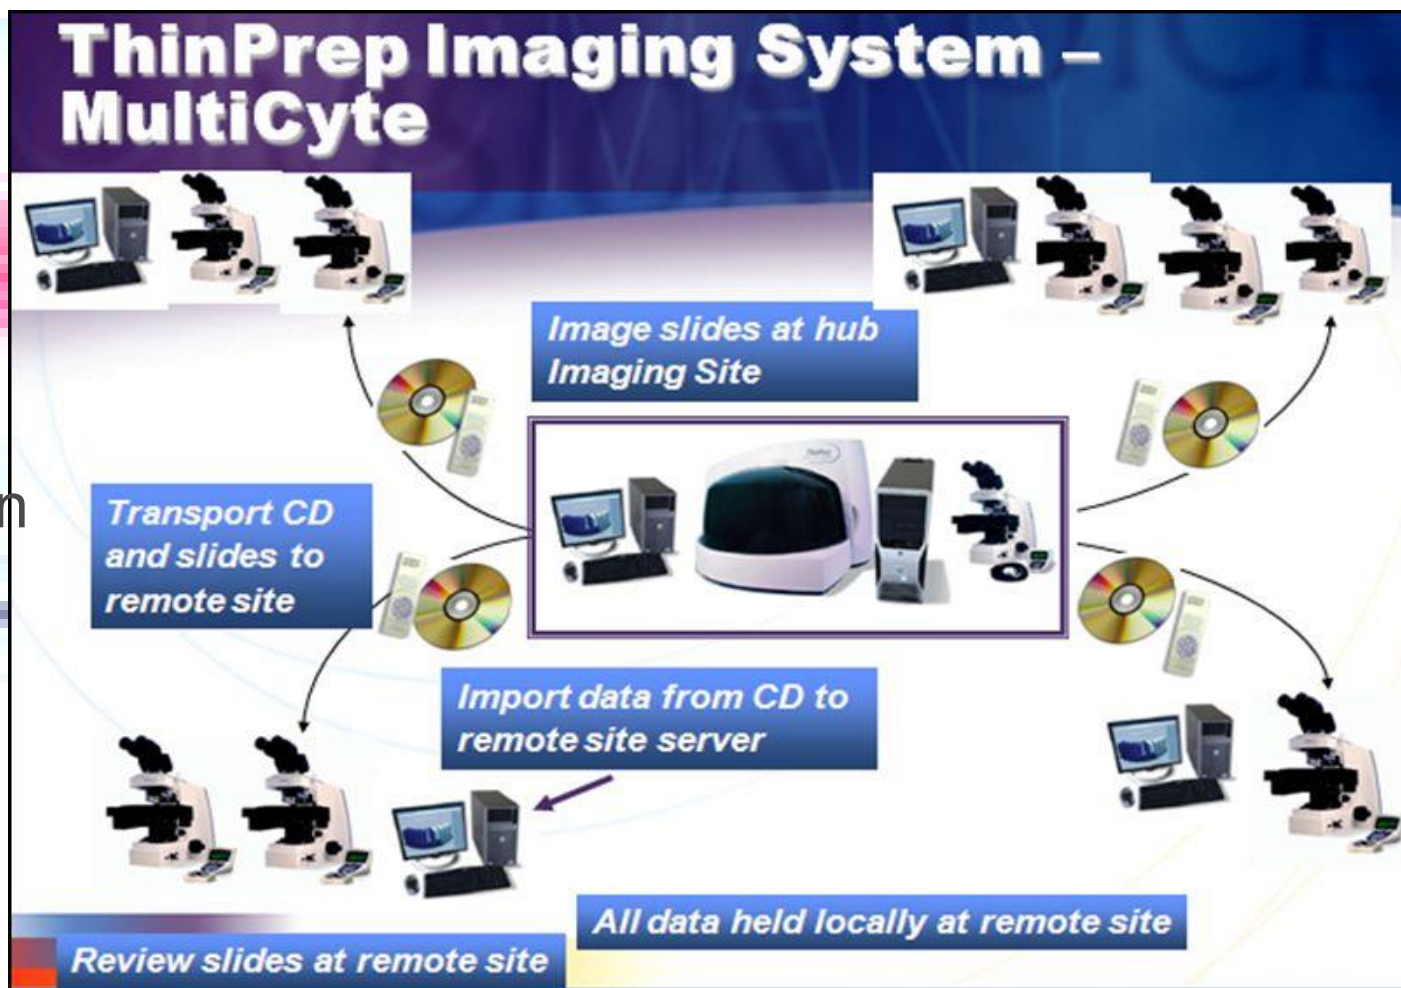 ThinPrep Imaging System –
MultiCyte
Image slides at hub
Imaging Site
Transport CD
and slides to
remote site
Import data from CD to
remote site server
All data held locally at remote site
Review slides at remote site